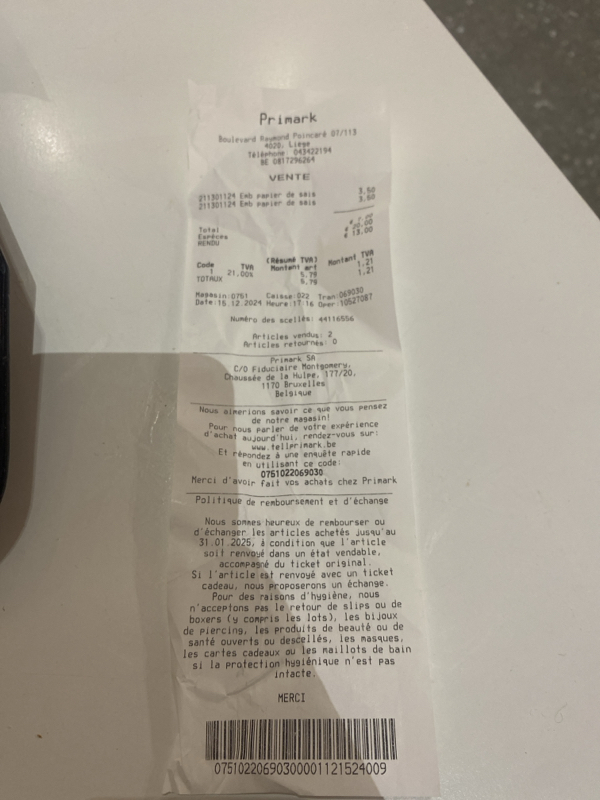 Primark
Boulevard Raymond Poincaré 07/113
4020, Liège
Téléphone: 043422194
BE 0817296264
VENTE
211301124 Emb papier de sais 3.50
211301124 Emb papier de sais 3.50
Total € 7.00
Espèces € 20.00
RENDU € 13.00
[Résumé TVA]
Code TVA Montant art Montant TVA
1 21.00% 5.79 1.21
TOTAUX 5.79 1.21
Magasin:0751 Caisse:022 Tran:069030
Date:15.12.2024 Heure:17:16 Oper:10527087
Numéro des scellés: 44116556
Articles vendus: 2
Articles retournés: 0
Primark SA
C/O Fiduciaire Montgomery,
Chaussée de la Hulpe, 177/20,
1170 Bruxelles
Belgique
Nous aimerions savoir ce que vous pensez
de notre magasin!
Pour nous parler de votre expérience
d'achat aujourd'hui, rendez-vous sur:
www.tellprimark.be
Et répondez à une enquête rapide
en utilisant ce code:
0751022069030
Merci d'avoir fait vos achats chez Primark
Politique de remboursement et d'échange
Nous sommes heureux de rembourser ou
d'échanger les articles achetés jusqu'au
31.01.2025, à condition que l'article
soit renvoyé dans un état vendable,
accompagné du ticket original.
Si l'article est renvoyé avec un ticket
cadeau, nous proposerons un échange.
Pour des raisons d'hygiène, nous
n'acceptons pas le retour de slips ou de
boxers (y compris les lots), les bijoux
de piercing, les produits de beauté ou de
santé ouverts ou descellés, les masques,
les cartes cadeaux ou les maillots de bain
si la protection hygiénique n'est pas
intacte.
MERCI
07510220690300001121524009